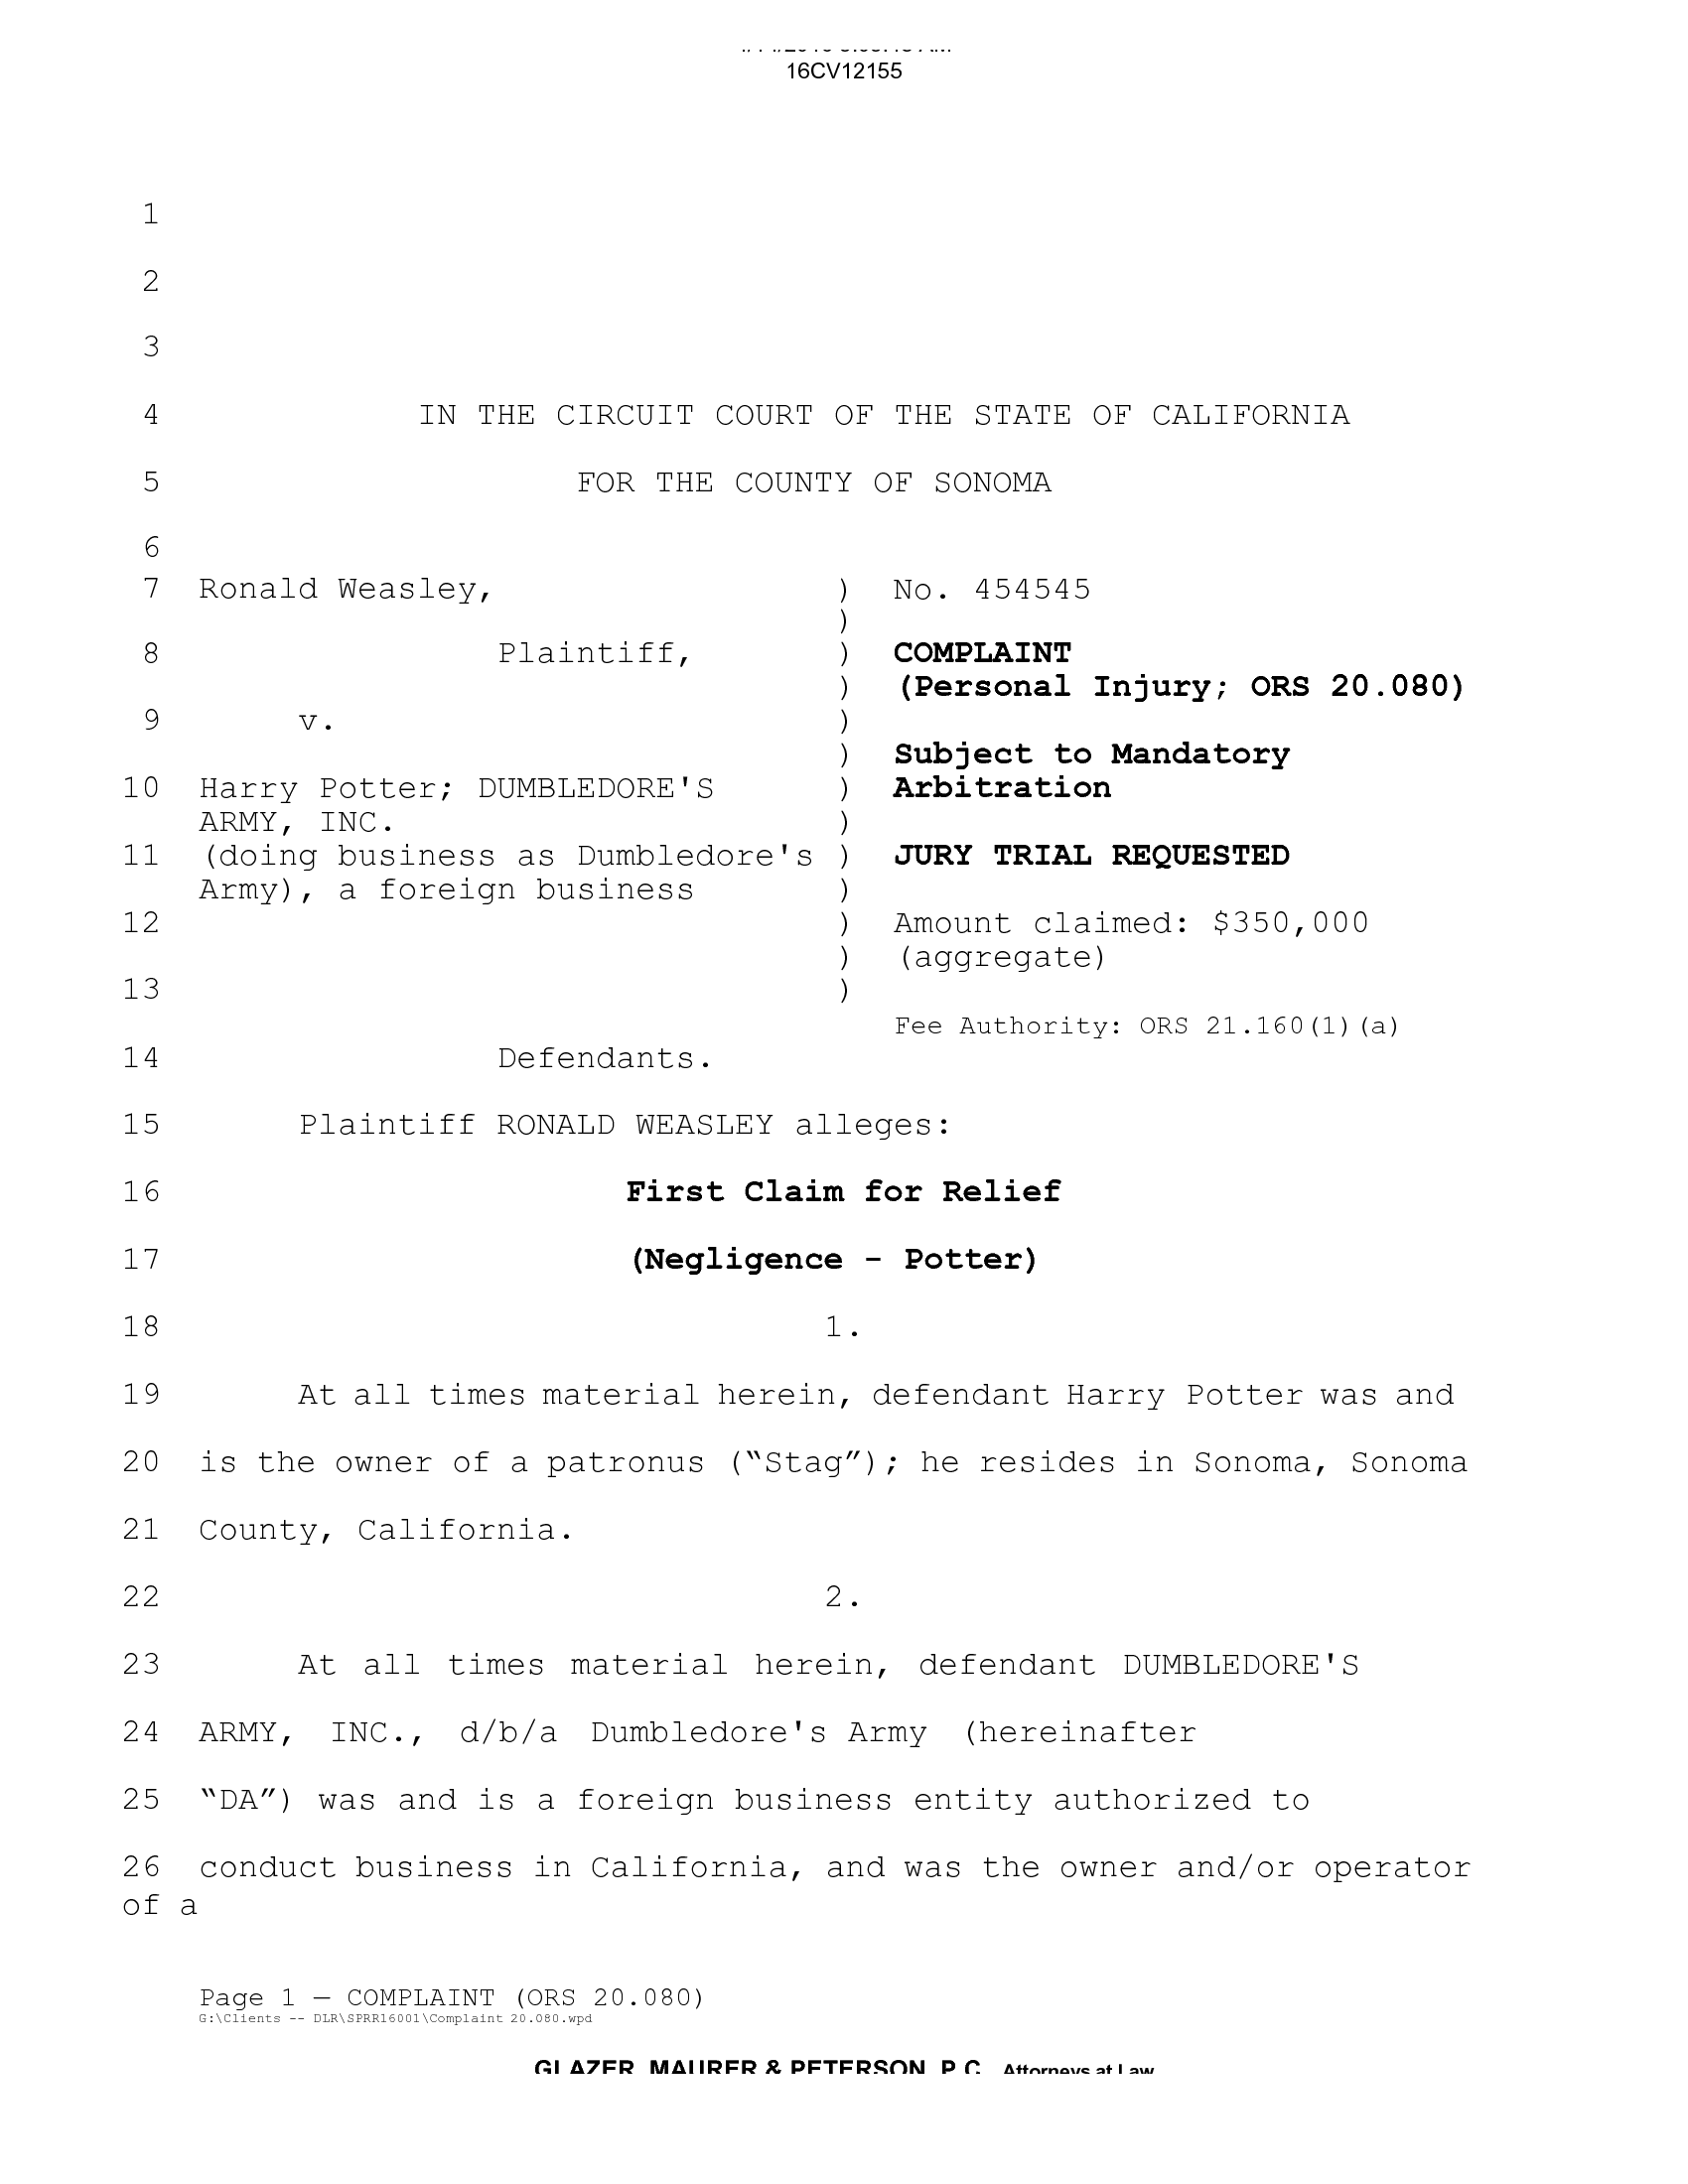 16CV12155
1
2
3
4 IN THE CIRCUIT COURT OF THE STATE OF CALIFORNIA
5 FOR THE COUNTY OF SONOMA
6
7 Ronald Weasley, ) No. 454545
)
8 Plaintiff, ) COMPLAINT
) (Personal Injury; ORS 20.080)
9 v. )
) Subject to Mandatory
10 Harry Potter; DUMBLEDORE'S ) Arbitration
ARMY, INC. )
11 (doing business as Dumbledore's ) JURY TRIAL REQUESTED
Army), a foreign business )
12 ) Amount claimed: $350,000
) (aggregate)
13 )
Fee Authority: ORS 21.160(1)(a)
14 Defendants.
15 Plaintiff RONALD WEASLEY alleges:
16 First Claim for Relief
17 (Negligence - Potter)
18 1.
19 At all times material herein, defendant Harry Potter was and
20 is the owner of a patronus (“Stag”); he resides in Sonoma, Sonoma
21 County, California.
22 2.
23 At all times material herein, defendant DUMBLEDORE'S
24 ARMY, INC., d/b/a Dumbledore's Army (hereinafter
25 “DA”) was and is a foreign business entity authorized to
26 conduct business in California, and was the owner and/or operator
of a
Page 1 – COMPLAINT (ORS 20.080)
G:\Clients -- DLR\SPRR16001\Complaint 20.080.wpd
GLAZER, MAURER & PETERSON, P.C. Attorneys at Law